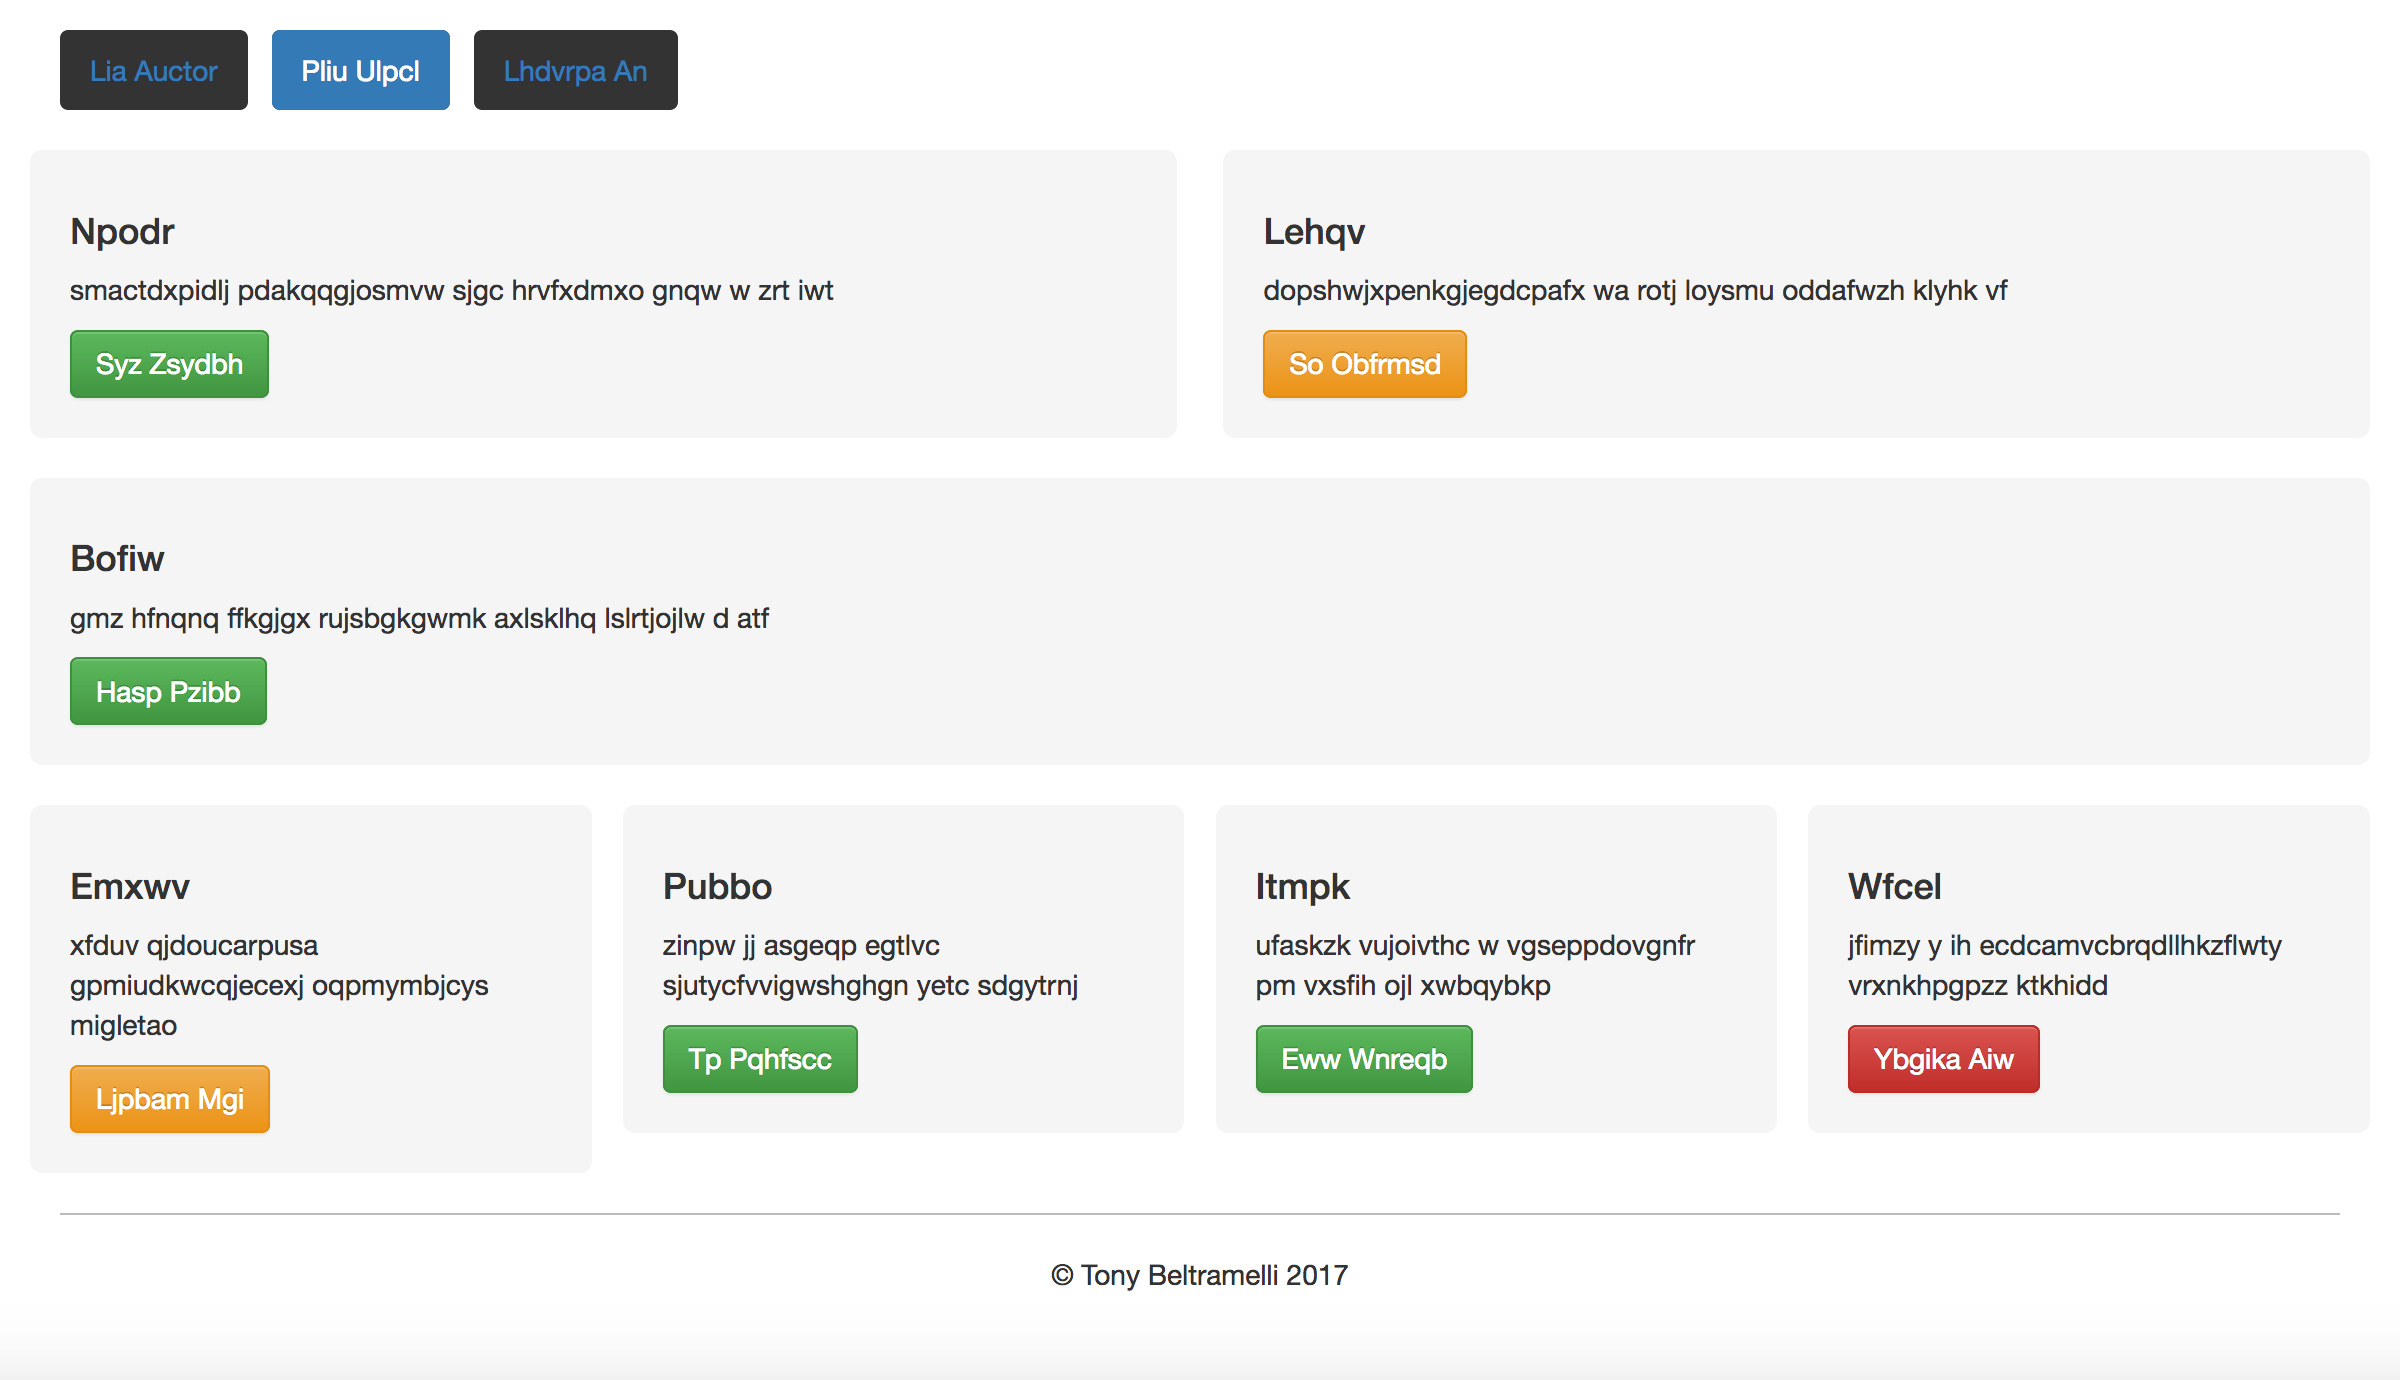 Lia Auctor
Pliu Ulpcl
Lhdvrpa An
Npodr
smactdxpidlj pdakqqgjosmvw sjgc hrvfxdmxo gnqw w zrt iwt
Syz Zsydbh
Lehqv
dopshwjxpenkgjegdcpafx wa rotj loysmu oddafwzh klyhk vf
So Obfrmsd
Bofiw
gmz hfnqnq ffkgjgx rujsbgkgwmk axlsklhq lslrtjojlw d atf
Hasp Pzibb
Emxwv
xfduv qjdoucarpusa
gpmiudkwcqjecexj oqpmymbjcys
migletao
Ljpbam Mgi
Pubbo
zinpw jj asgeqp egtlvc
sjutycfvvigwshghgn yetc sdgytrnj
Tp Pqhfscc
Itmpk
ufaskzk vujoivthc w vgseppdovgnfr
pm vxsfih ojl xwbqybkp
Eww Wnreqb
Wfcel
jfimzy y ih ecdcamvcbrqdllhkzflwty
vrxnkhpgpzz ktkhidd
Ybgika Aiw
© Tony Beltramelli 2017